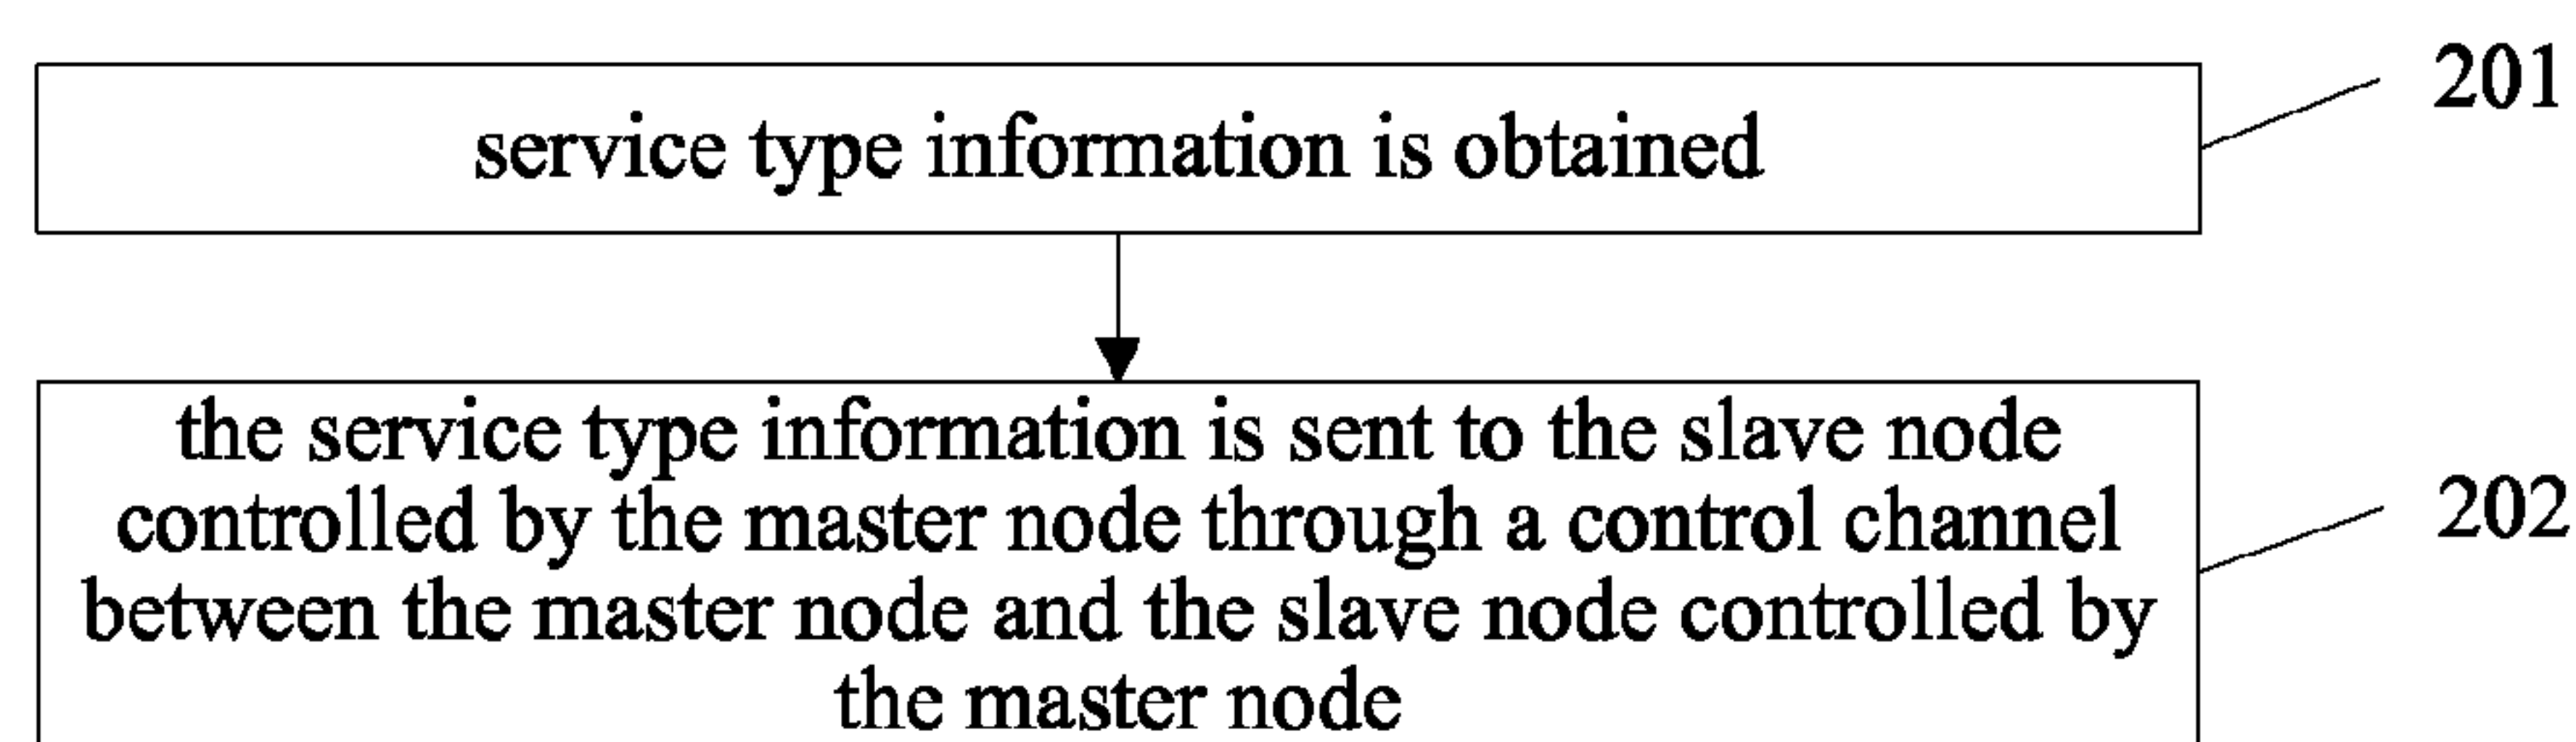 201
service type information is obtained
the service type information is sent to the slave node
controlled by the master node through a control channel
between the master node and the slave node controlled by
the master node
202